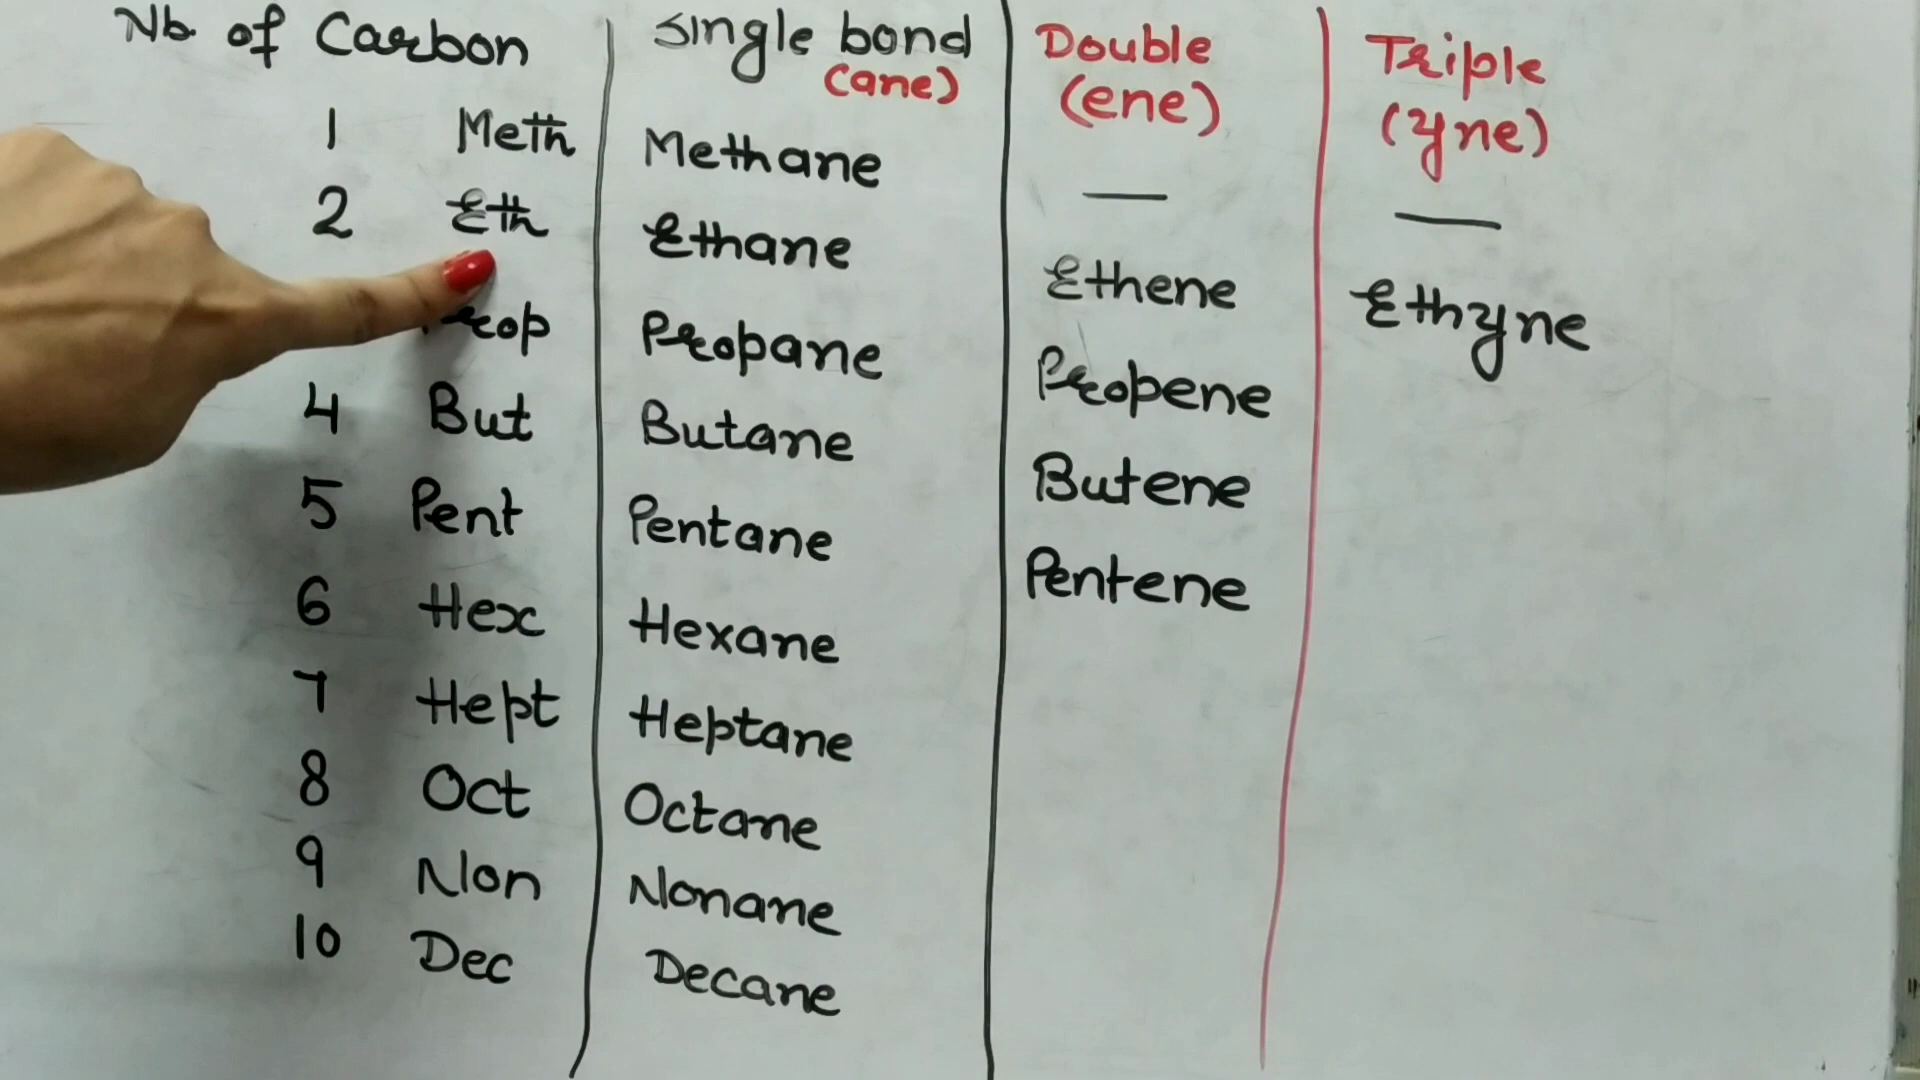 No. of Carbon Single bond (ane) Double (ene) Triple (yne)
1 Meth Methane — —
2 Eth Ethane Ethene Ethyne
Propane Propene
4 But Butane Butene
5 Pent Pentane Pentene
6 Hex Hexane
7 Hept Heptane
8 Oct Octane
9 Non Nonane
10 Dec Decane